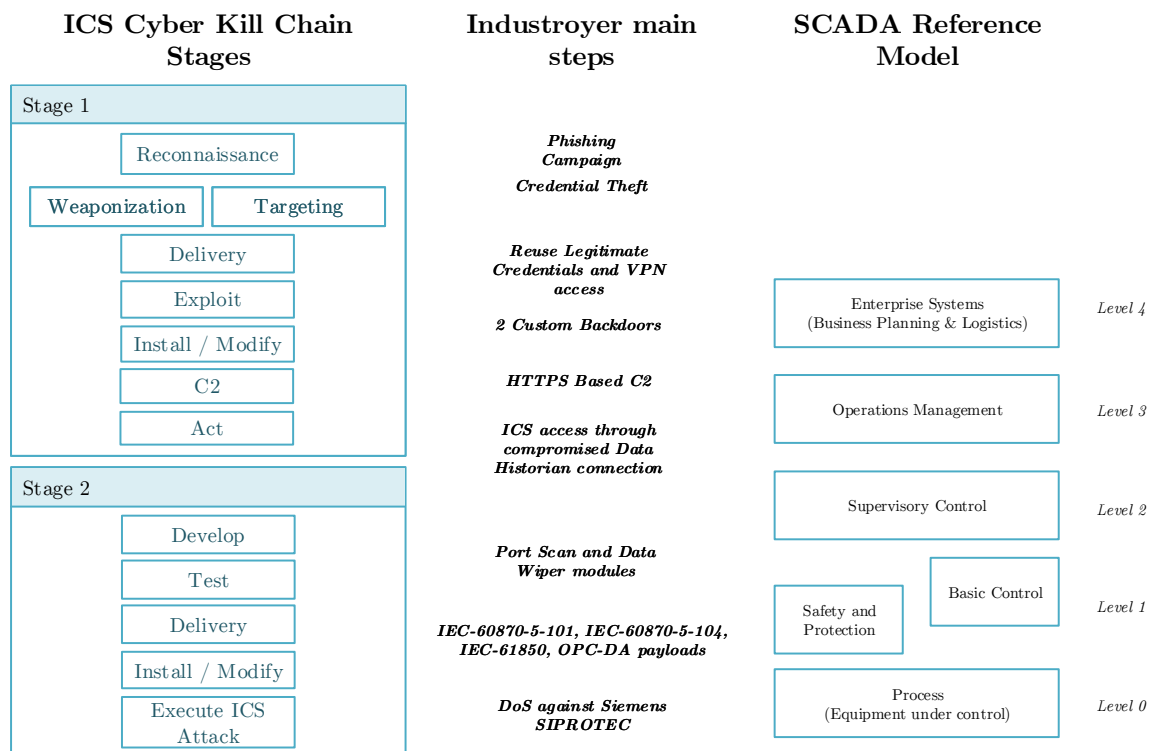 ICS Cyber Kill Chain
Stages
Stage 1
Reconnaissance
Weaponization
Targeting
Delivery
Exploit
Install / Modify
C2
Act
Stage 2
Develop
Test
Delivery
Install / Modify
Execute ICS
Attack
Industroyer main
steps
Phishing
Campaign
Credential Theft
Reuse Legitimate
Credentials and VPN
access
2 Custom Backdoors
HTTPS Based C2
ICS access through
compromised Data
Historian connection
Port Scan and Data
Wiper modules
IEC-60870-5-101, IEC-60870-5-104,
IEC-61850, OPC-DA payloads
DoS against Siemens
SIPROTEC
SCADA Reference
Model
Enterprise Systems
(Business Planning & Logistics)
Level 4
Operations Management
Level 3
Supervisory Control
Level 2
Basic Control
Safety and
Protection
Level 1
Process
(Equipment under control)
Level 0